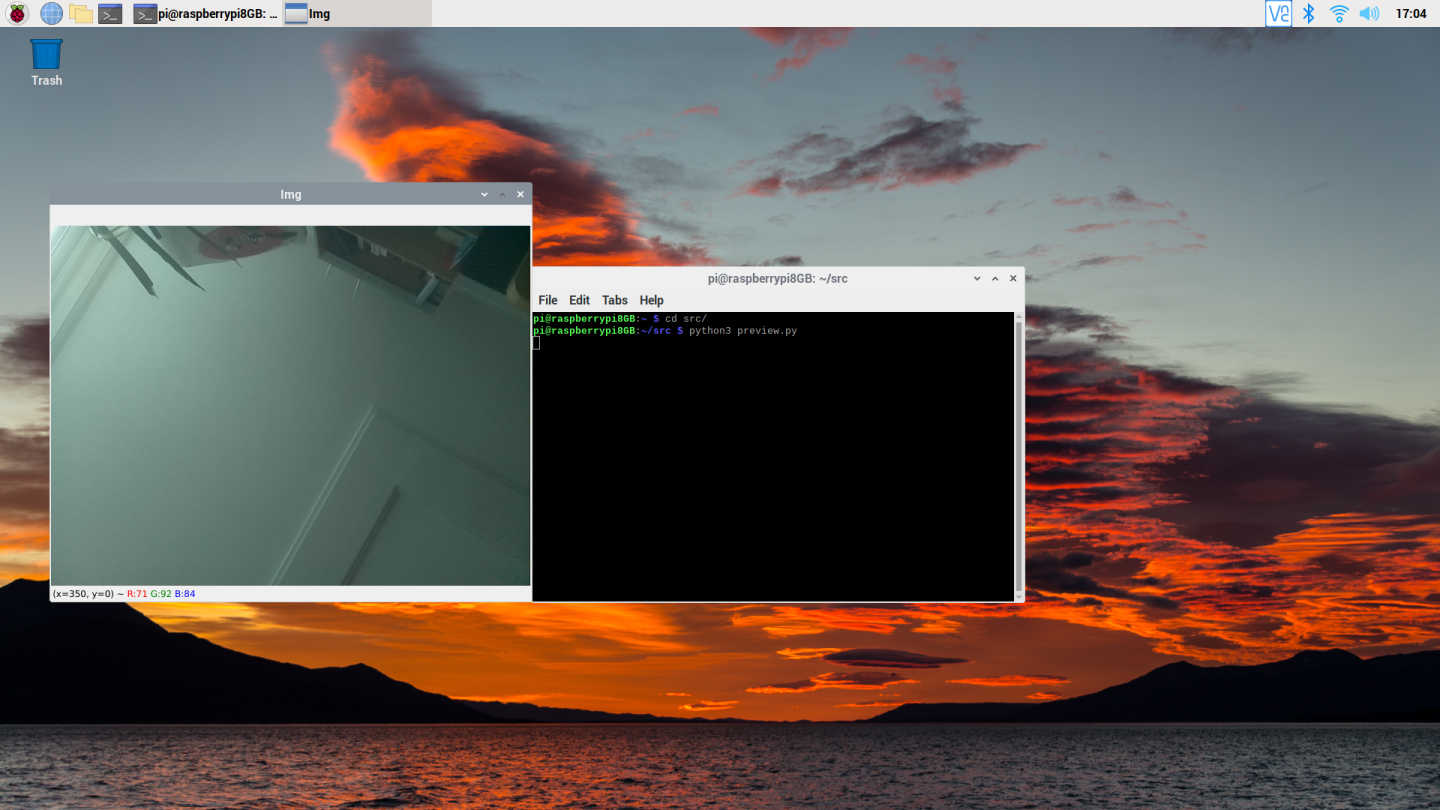 pi@raspberrypi8GB: ...
Img
17:04
Trash
Img
pi@raspberrypi8GB: ~/src
File Edit Tabs Help
pi@raspberrypi8GB:~ $ cd src/
pi@raspberrypi8GB:~/src $ python3 preview.py
(x=350, y=0) ~ R:71 G:92 B:84